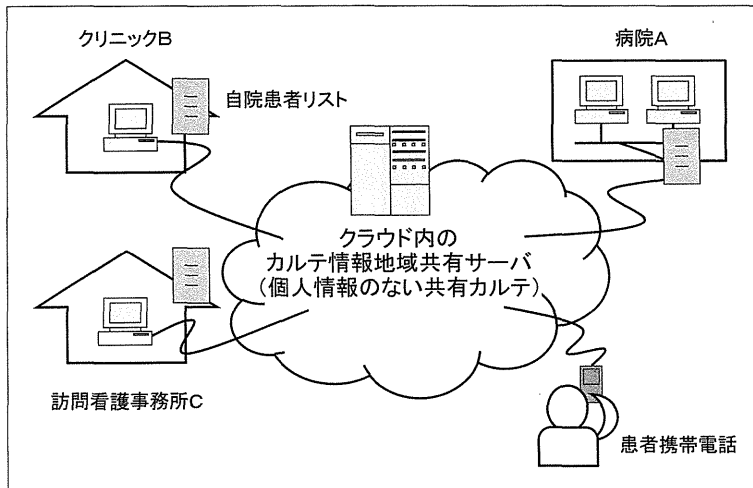 クリニックB
病院A
自院患者リスト
クラウド内の
カルテ情報地域共有サーバ
(個人情報のない共有カルテ)
訪問看護事務所C
患者携帯電話